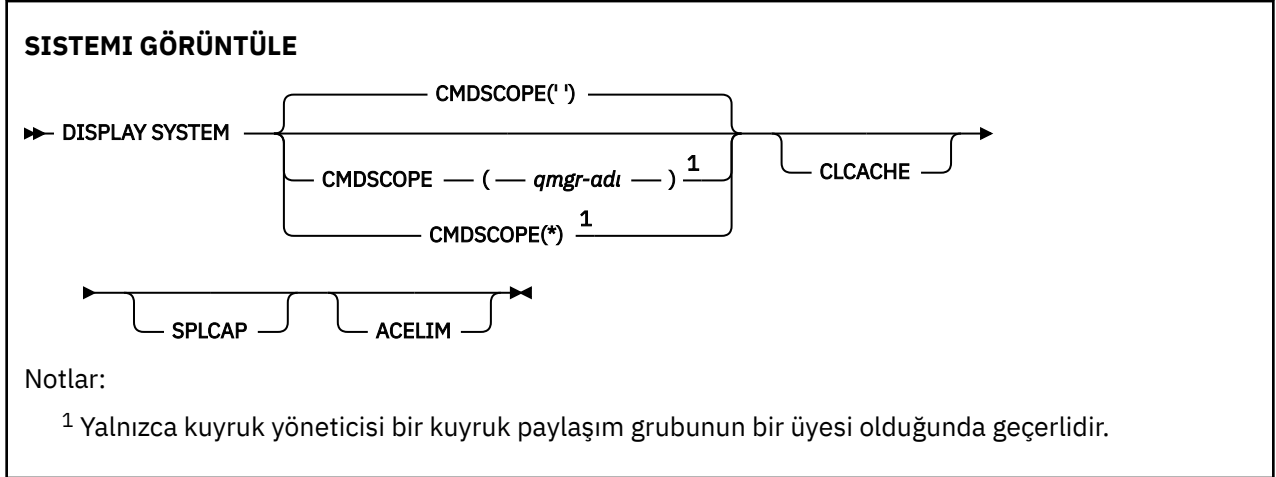 SISTEMI GÖRÜNTÜLE
CMDSCOPE(' ')
DISPLAY SYSTEM
CMDSCOPE ( qmgr-adı ) 1
CLCACHE
CMDSCOPE(*) 1
SPLCAP ACELIM
Notlar:
1 Yalnızca kuyruk yöneticisi bir kuyruk paylaşım grubunun bir üyesi olduğunda geçerlidir.